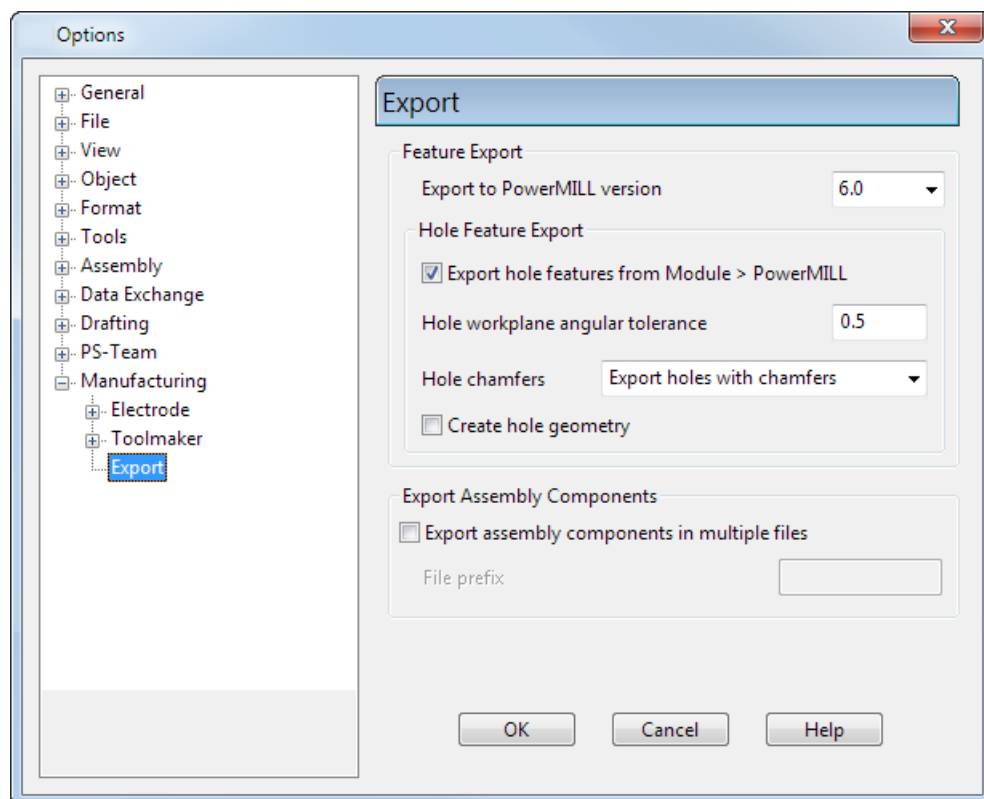 Options
General
File
View
Object
Format
Tools
Assembly
Data Exchange
Drafting
PS-Team
Manufacturing
Electrode
Toolmaker
Export
Export
Feature Export
Export to PowerMILL version 6.0
Hole Feature Export
Export hole features from Module > PowerMILL
Hole workplane angular tolerance 0.5
Hole chamfers Export holes with chamfers
Create hole geometry
Export Assembly Components
Export assembly components in multiple files
File prefix
OK Cancel Help